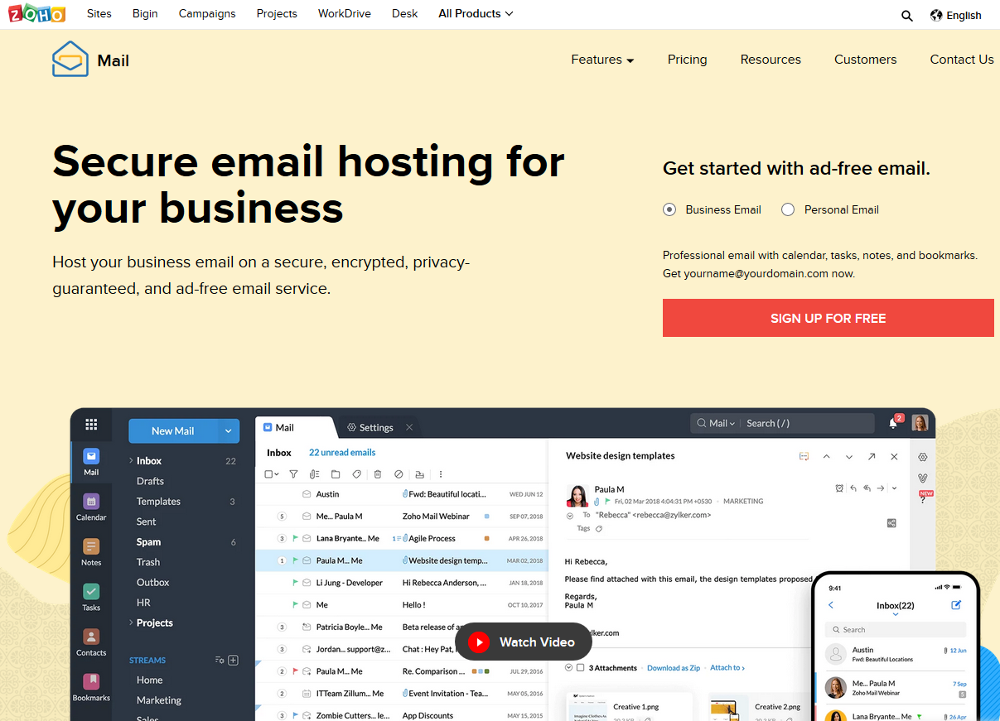 ZOHO
Sites Bigin Campaigns Projects WorkDrive Desk All Products English
Mail
Features Pricing Resources Customers Contact Us
Secure email hosting for
your business
Host your business email on a secure, encrypted, privacy-
guaranteed, and ad-free email service.
Get started with ad-free email.
Business Email Personal Email
Professional email with calendar, tasks, notes, and bookmarks.
Get yourname@yourdomain.com now.
SIGN UP FOR FREE
Mail
Calendar
Notes
Tasks
Contacts
Bookmarks
New Mail
Inbox 22
Drafts
Templates 3
Sent
Spam 6
Trash
Outbox
HR
Projects
STREAMS
Home
Marketing
Sales
Mail Settings
Mail Search ( / ) 2
Inbox 22 unread emails
Austin Fwd: Beautiful locati... WED JUN 12
5 Me... Paula M Zoho Mail Webinar SEP 07, 2018
3 Lana Bryante... Me 1 Agile Process APR 26, 2018
1 Paula M... Me Website design temp... MAR 02, 2018
Li Jung - Developer Hi Rebecca Anderson, ... JAN 18, 2018
Me Hello ! OCT 10, 2017
3 Patricia Boyle... Me Beta release of
3 Jordan... support@z... Chat : Hey Pat,
2 Paula M... Me Re. Comparison ... JUL 29, 2016
2 ITTeam Zillum... Me Event Invitation - Tea... MAY 05, 2016
3 Zombie Cutters... le... App Discounts MAY 15, 2015
Watch Video
Website design templates
Paula M
Fri, 02 Mar 2018 4:04:31 PM +0530 · MARKETING
To "Rebecca" <rebecca@zylker.com>
Tags
NEW
?
Hi Rebecca,
Please find attached with this email, the design templates proposed
Regards,
Paula M
ylker.com
3 Attachments · Download as Zip · Attach to ›
Creative 1.png
Creative 2.png
9:41
Inbox(22)
Search
Austin 12 Jun
Fwd: Beautiful Locations
Me... Paula M 7 Sep
Zoho Mail Webinar 5
Lana Bryante... Me 26 Apr